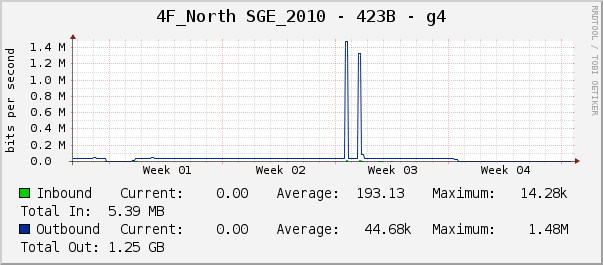 4F_North SGE_2010 - 423B - g4
RRDTOOL / TOBI OETIKER
bits per second
1.4 M
1.2 M
1.0 M
0.8 M
0.6 M
0.4 M
0.2 M
0.0
Week 01 Week 02 Week 03 Week 04
Inbound Current: 0.00 Average: 193.13 Maximum: 14.28k
Total In: 5.39 MB
Outbound Current: 0.00 Average: 44.68k Maximum: 1.48M
Total Out: 1.25 GB